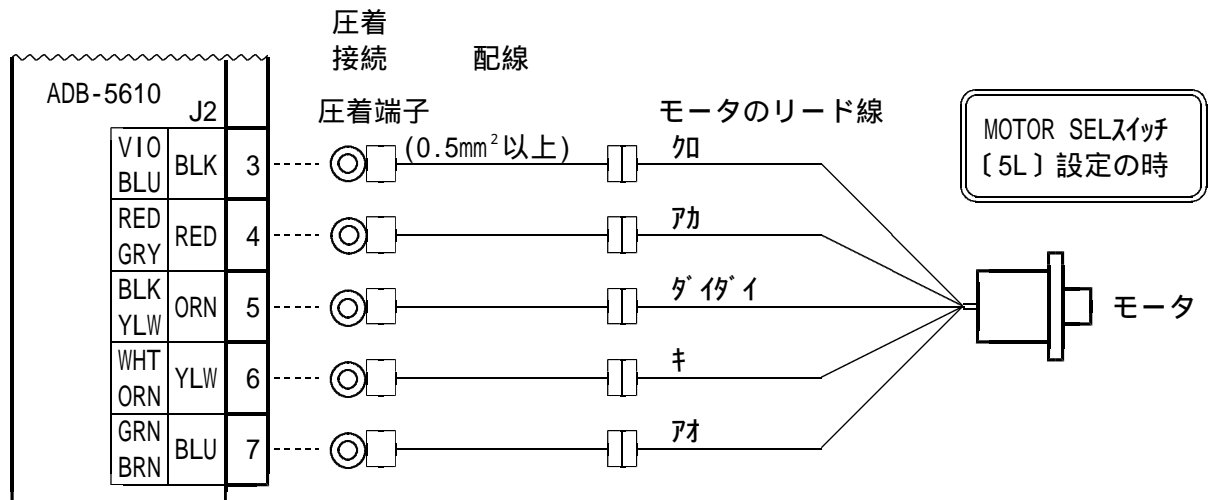 圧着
接続 配線
ADB-5610
J2
圧着端子
(0.5mm²以上)
モータのリード線
MOTOR SELスイッチ
〔5L〕設定の時
VIO
BLU
BLK
3
クロ
RED
GRY
RED
4
アカ
BLK
YLW
ORN
5
ダイダイ
モータ
WHT
ORN
YLW
6
キ
GRN
BRN
BLU
7
アオ